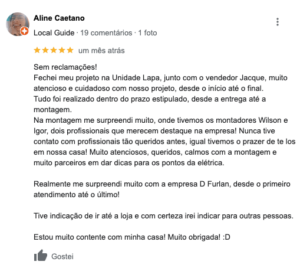 Aline Caetano
Local Guide · 19 comentários · 1 foto
um mês atrás
Sem reclamações!
Fechei meu projeto na Unidade Lapa, junto com o vendedor Jacque, muito
atencioso e cuidadoso com nosso projeto, desde o início até o final.
Tudo foi realizado dentro do prazo estipulado, desde a entrega até a
montagem.
Na montagem me surpreendi muito, onde tivemos os montadores Wilson e
Igor, dois profissionais que merecem destaque na empresa! Nunca tive
contato com profissionais tão queridos antes, igual tivemos o prazer de te los
em nossa casa! Muito atenciosos, queridos, calmos com a montagem e
muito parceiros em dar dicas para os pontos da elétrica.
Realmente me surpreendi muito com a empresa D Furlan, desde o primeiro
atendimento até o último!
Tive indicação de ir até a loja e com certeza irei indicar para outras pessoas.
Estou muito contente com minha casa! Muito obrigada! :D
Gostei